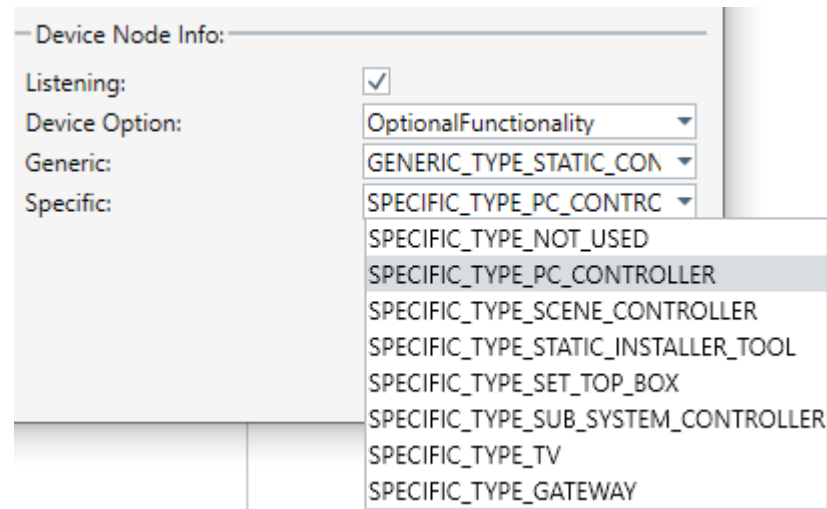 Device Node Info:
Listening:
Device Option: OptionalFunctionality
Generic: GENERIC_TYPE_STATIC_CON
Specific: SPECIFIC_TYPE_PC_CONTRC
SPECIFIC_TYPE_NOT_USED
SPECIFIC_TYPE_PC_CONTROLLER
SPECIFIC_TYPE_SCENE_CONTROLLER
SPECIFIC_TYPE_STATIC_INSTALLER_TOOL
SPECIFIC_TYPE_SET_TOP_BOX
SPECIFIC_TYPE_SUB_SYSTEM_CONTROLLER
SPECIFIC_TYPE_TV
SPECIFIC_TYPE_GATEWAY